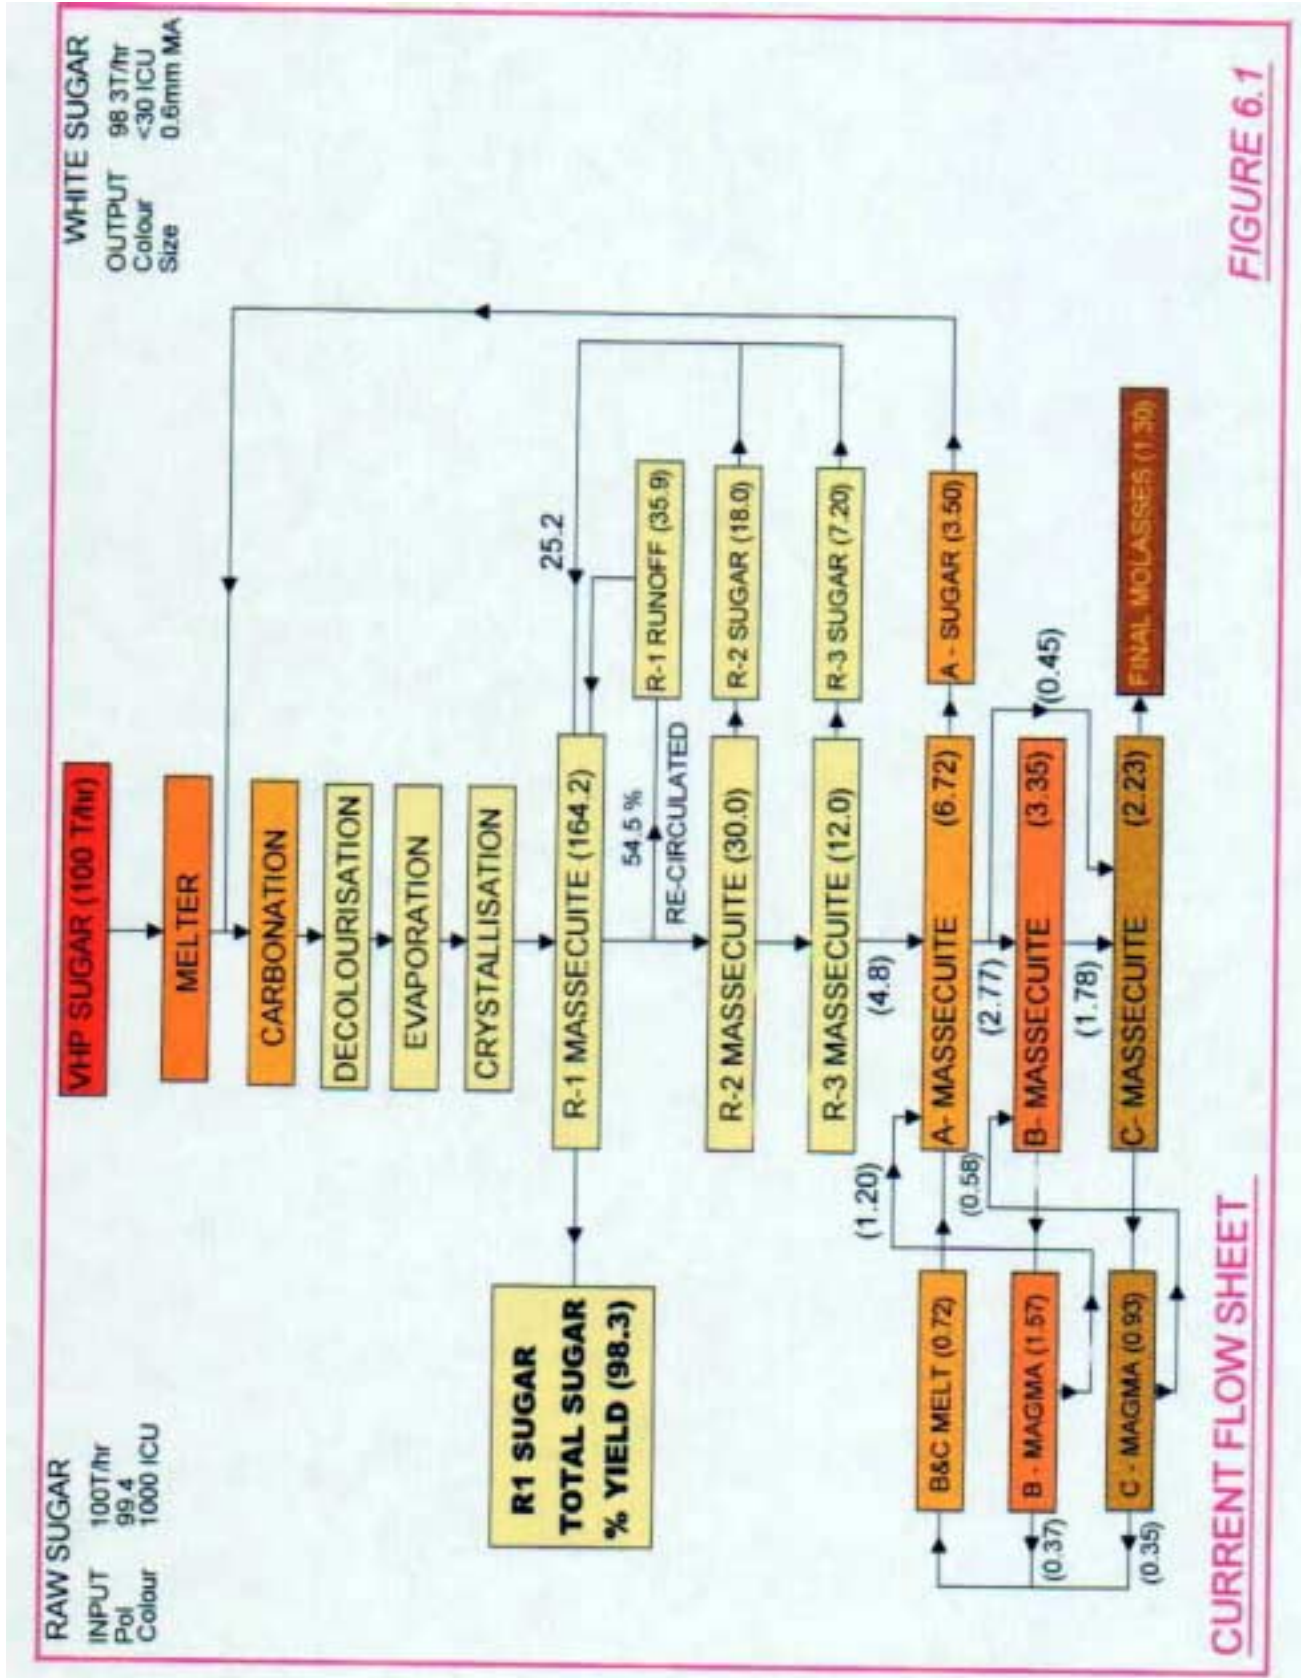 RAW SUGAR
INPUT 100T/hr
Pol 99.4
Colour 1000 ICU
WHITE SUGAR
OUTPUT 98 3T/hr
Colour <30 ICU
Size 0.6mm MA
VHP SUGAR (100 T/hr)
MELTER
CARBONATION
DECOLOURISATION
EVAPORATION
CRYSTALLISATION
25.2
R-1 MASSECUITE (164.2)
R1 SUGAR
TOTAL SUGAR
% YIELD (98.3)
54.5 %
RE-CIRCULATED
R-1 RUNOFF (35.9)
R-2 MASSECUITE (30.0)
R-2 SUGAR (18.0)
R-3 MASSECUITE (12.0)
R-3 SUGAR (7.20)
(1.20)
(4.8)
B&C MELT (0.72)
A- MASSECUITE (6.72)
A - SUGAR (3.50)
(0.58)
(2.77)
B - MAGMA (1.57)
B- MASSECUITE (3.35)
(0.45)
(0.37)
(1.78)
C - MAGMA (0.93)
C- MASSECUITE (2.23)
FINAL MOLASSES (1.30)
(0.35)
CURRENT FLOW SHEET
FIGURE 6.1